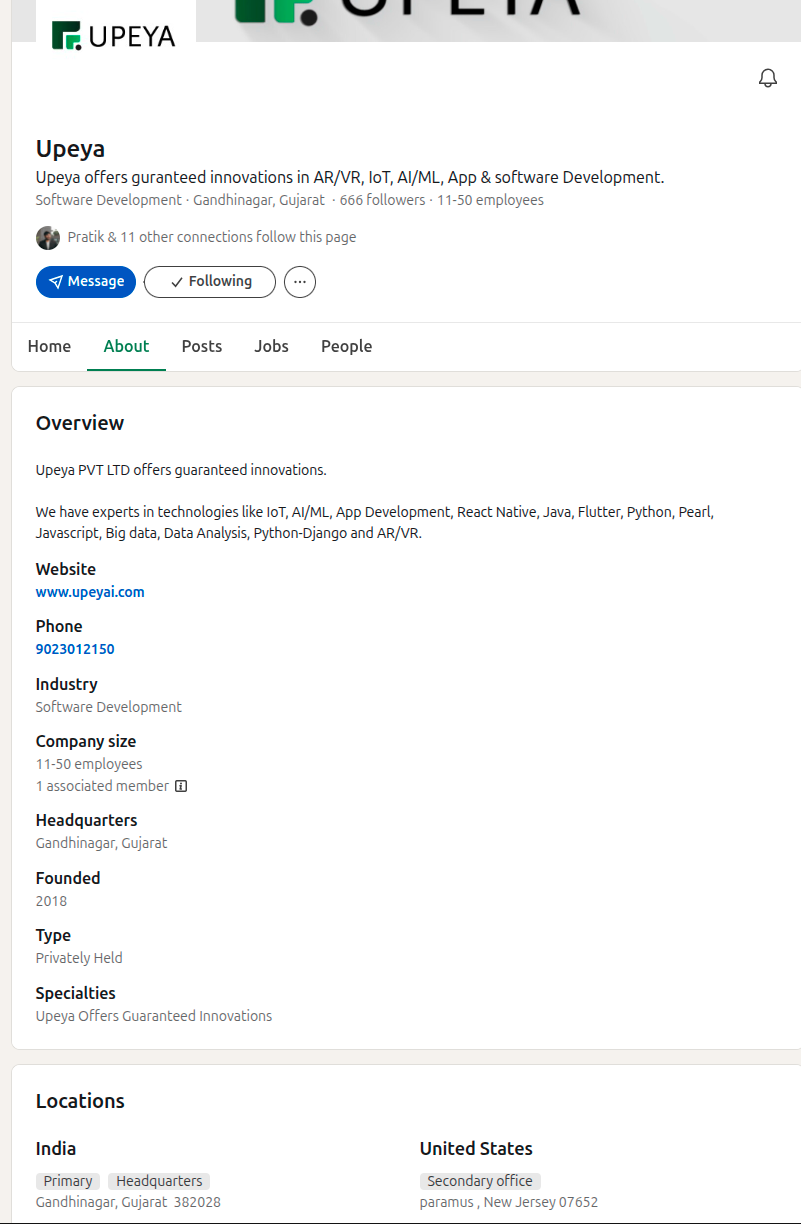 UPEYA
UPEYA
Upeya
Upeya offers guranteed innovations in AR/VR, IoT, AI/ML, App & software Development.
Software Development · Gandhinagar, Gujarat · 666 followers · 11-50 employees
Pratik & 11 other connections follow this page
Message
Following
Home About Posts Jobs People
Overview
Upeya PVT LTD offers guaranteed innovations.
We have experts in technologies like IoT, AI/ML, App Development, React Native, Java, Flutter, Python, Pearl,
Javascript, Big data, Data Analysis, Python-Django and AR/VR.
Website
www.upeyai.com
Phone
9023012150
Industry
Software Development
Company size
11-50 employees
1 associated member
Headquarters
Gandhinagar, Gujarat
Founded
2018
Type
Privately Held
Specialties
Upeya Offers Guaranteed Innovations
Locations
India
Primary Headquarters
Gandhinagar, Gujarat 382028
United States
Secondary office
paramus , New Jersey 07652